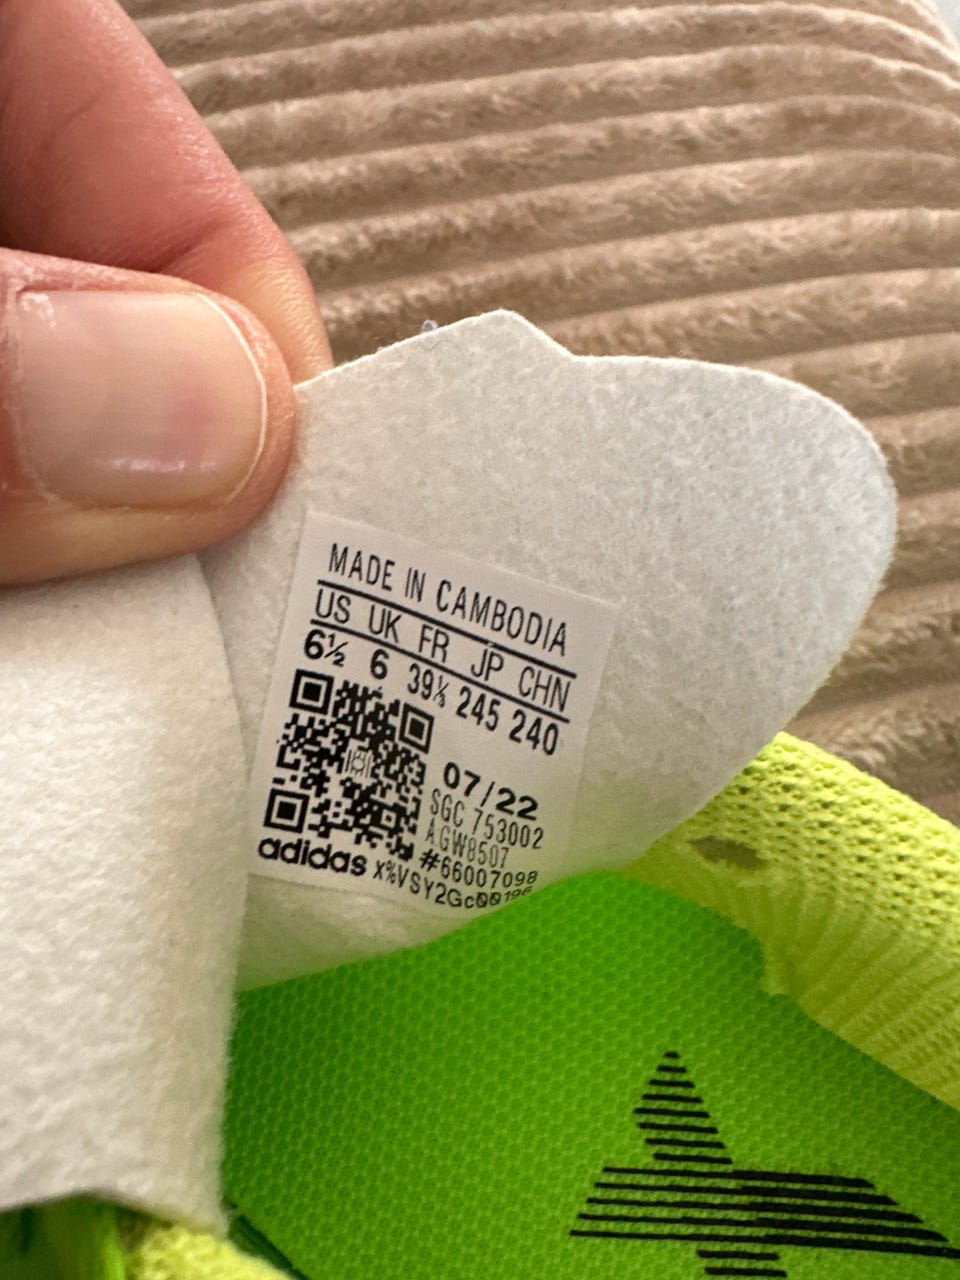 MADE IN CAMBODIA
US UK FR JP CHN
6½ 6 39⅓ 245 240
07/22
SGC 753002
AGW8507
#66007098
adidas x%VSY2Gc00196